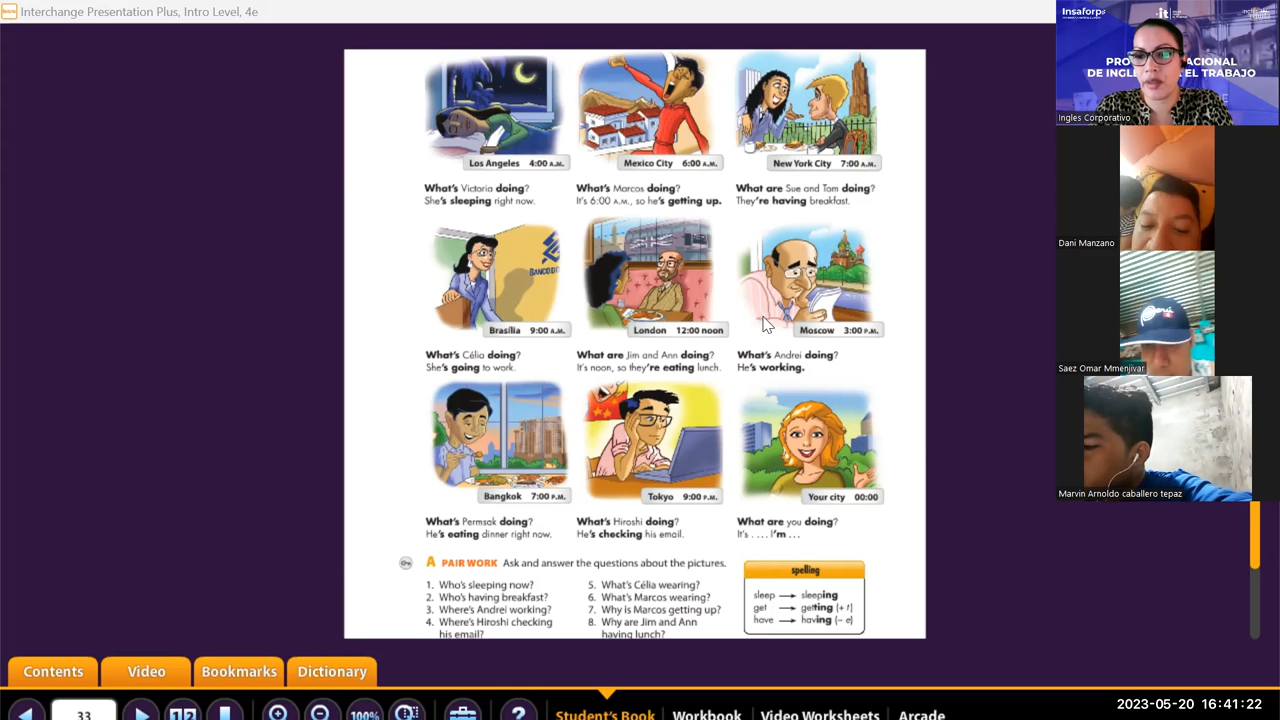 Interchange Presentation Plus, Intro Level, 4e
Los Angeles 4:00 A.M.
Mexico City 6:00 A.M.
New York City 7:00 A.M.
What's Victoria doing?
She's sleeping right now.
What's Marcos doing?
It's 6:00 A.M., so he's getting up.
What are Sue and Tom doing?
They're having breakfast.
Brasília 9:00 A.M.
London 12:00 noon
Moscow 3:00 P.M.
What's Célia doing?
She's going to work.
What are Jim and Ann doing?
It's noon, so they're eating lunch.
What's Andrei doing?
He's working.
Bangkok 7:00 P.M.
Tokyo 9:00 P.M.
Your city 00:00
What's Permsak doing?
He's eating dinner right now.
What's Hiroshi doing?
He's checking his email.
What are you doing?
It's . . . . I'm . . .
A PAIR WORK Ask and answer the questions about the pictures.
1. Who's sleeping now?
2. Who's having breakfast?
3. Where's Andrei working?
4. Where's Hiroshi checking
his email?
5. What's Célia wearing?
6. What's Marcos wearing?
7. Why is Marcos getting up?
8. Why are Jim and Ann
having lunch?
spelling
sleep → sleeping
get → getting (+ t)
have → having (– e)
Insaforp
Ingles Corporativo
Dani Manzano
Saez Omar Mmenjivar
Marvin Arnoldo caballero tepaz
Contents
Video
Bookmarks
Dictionary
33
100%
Student's Book
Workbook
Video Worksheets
Arcade
2023-05-20 16:41:22